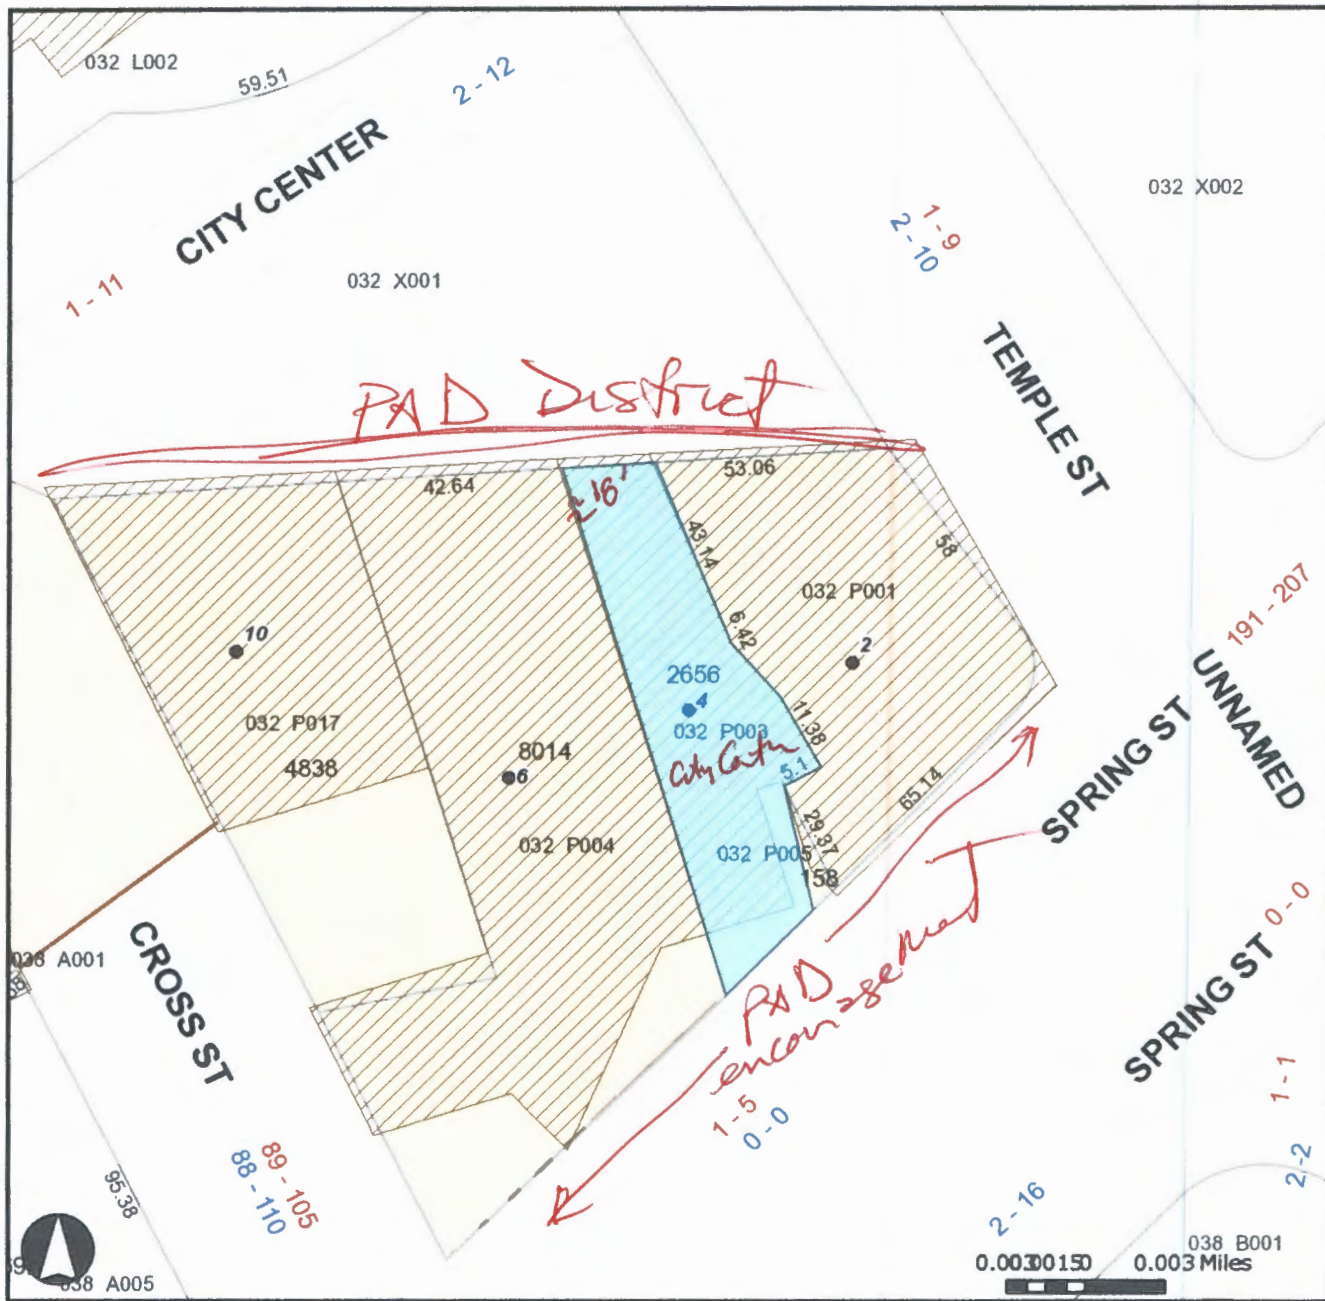 032 L002
59.51
2 - 12
CITY CENTER
032 X002
1 - 9
2 - 10
032 X001
1 - 11
TEMPLE ST
PAD District
42.64
53.06
≈ 16'
43.14
58
032 P001
6.42
191 - 207
10
2
UNNAMED
2656
4
11.38
032 P017
032 P003
4838
8014
City Center
5.1
65.14
SPRING ST
6
29.37
032 P004
032 P005
158
0 - 0
CROSS ST
038 A001
PAD
encouragement
SPRING ST
1 - 5
0 - 0
1 - 1
89 - 105
88 - 110
2 - 2
95.38
2 - 16
038 B001
038 A005
0.003 Miles